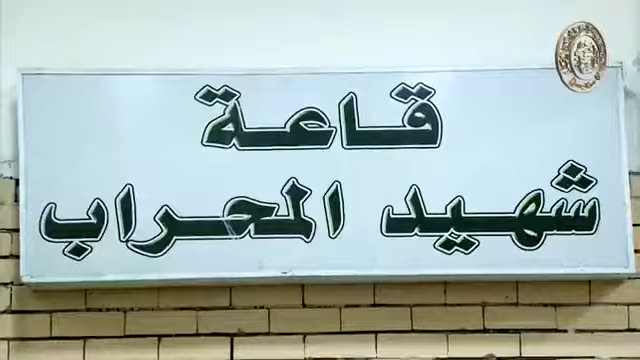 قاعة
شهيد المحراب